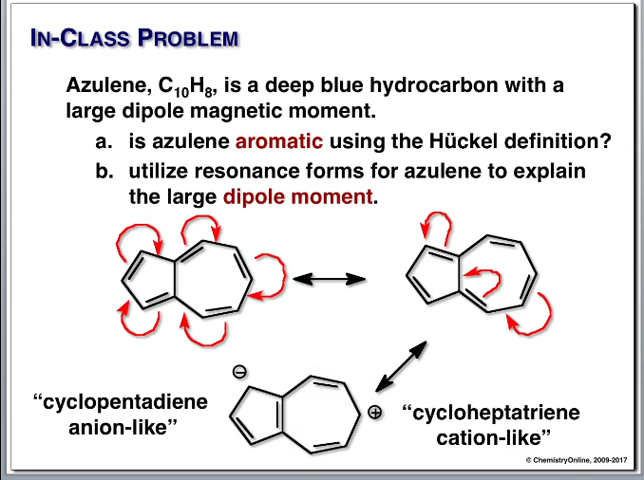 IN-CLASS PROBLEM
Azulene, C₁₀H₈, is a deep blue hydrocarbon with a
large dipole magnetic moment.
a. is azulene aromatic using the Hückel definition?
b. utilize resonance forms for azulene to explain
the large dipole moment.
⊖
"cyclopentadiene
anion-like"
⊕
"cycloheptatriene
cation-like"
© ChemistryOnline, 2009-2017